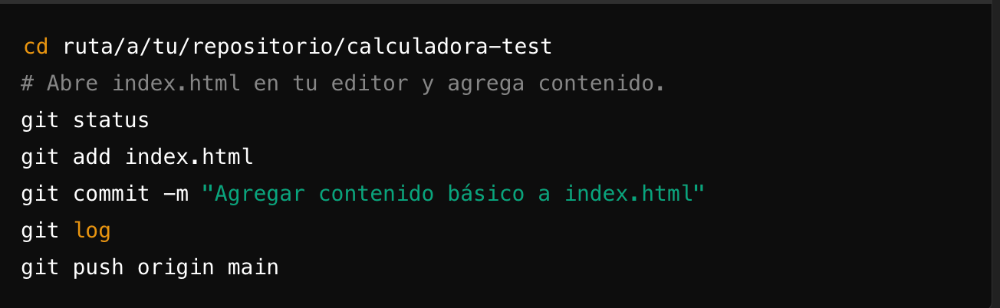 cd ruta/a/tu/repositorio/calculadora-test
# Abre index.html en tu editor y agrega contenido.
git status
git add index.html
git commit -m "Agregar contenido básico a index.html"
git log
git push origin main